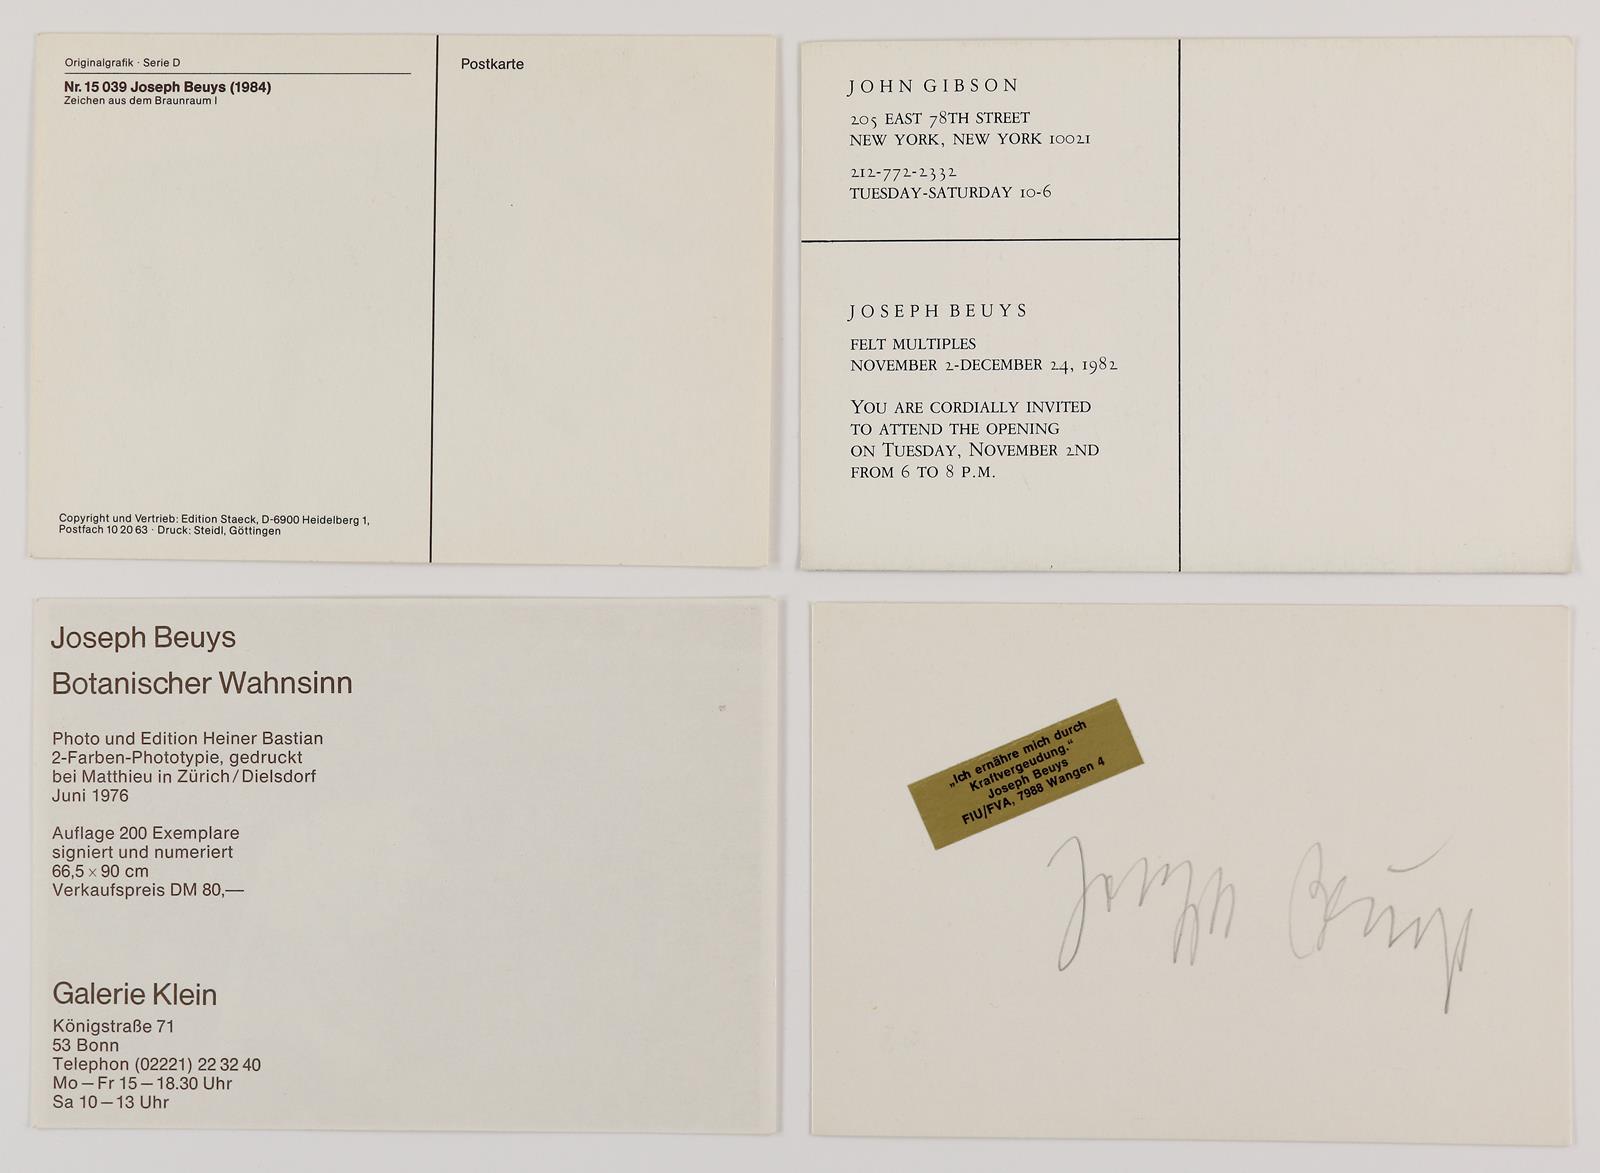 Originalgrafik · Serie D
Nr. 15 039 Joseph Beuys (1984)
Zeichen aus dem Braunraum I
Copyright und Vertrieb: Edition Staeck, D-6900 Heidelberg 1,
Postfach 10 20 63 · Druck: Steidl, Göttingen
Postkarte
JOHN GIBSON
205 EAST 78TH STREET
NEW YORK, NEW YORK 10021
212-772-2332
TUESDAY-SATURDAY 10-6
JOSEPH BEUYS
FELT MULTIPLES
NOVEMBER 2-DECEMBER 24, 1982
YOU ARE CORDIALLY INVITED
TO ATTEND THE OPENING
ON TUESDAY, NOVEMBER 2ND
FROM 6 TO 8 P.M.
Joseph Beuys
Botanischer Wahnsinn
Photo und Edition Heiner Bastian
2-Farben-Phototypie, gedruckt
bei Matthieu in Zürich/Dielsdorf
Juni 1976
Auflage 200 Exemplare
signiert und numeriert
66,5 × 90 cm
Verkaufspreis DM 80,—
Galerie Klein
Königstraße 71
53 Bonn
Telephon (02221) 22 32 40
Mo – Fr 15 – 18.30 Uhr
Sa 10 – 13 Uhr
„Ich ernähre mich durch
Kraftvergeudung.“
Joseph Beuys
FIU/FVA, 7988 Wangen 4
Joseph Beuys